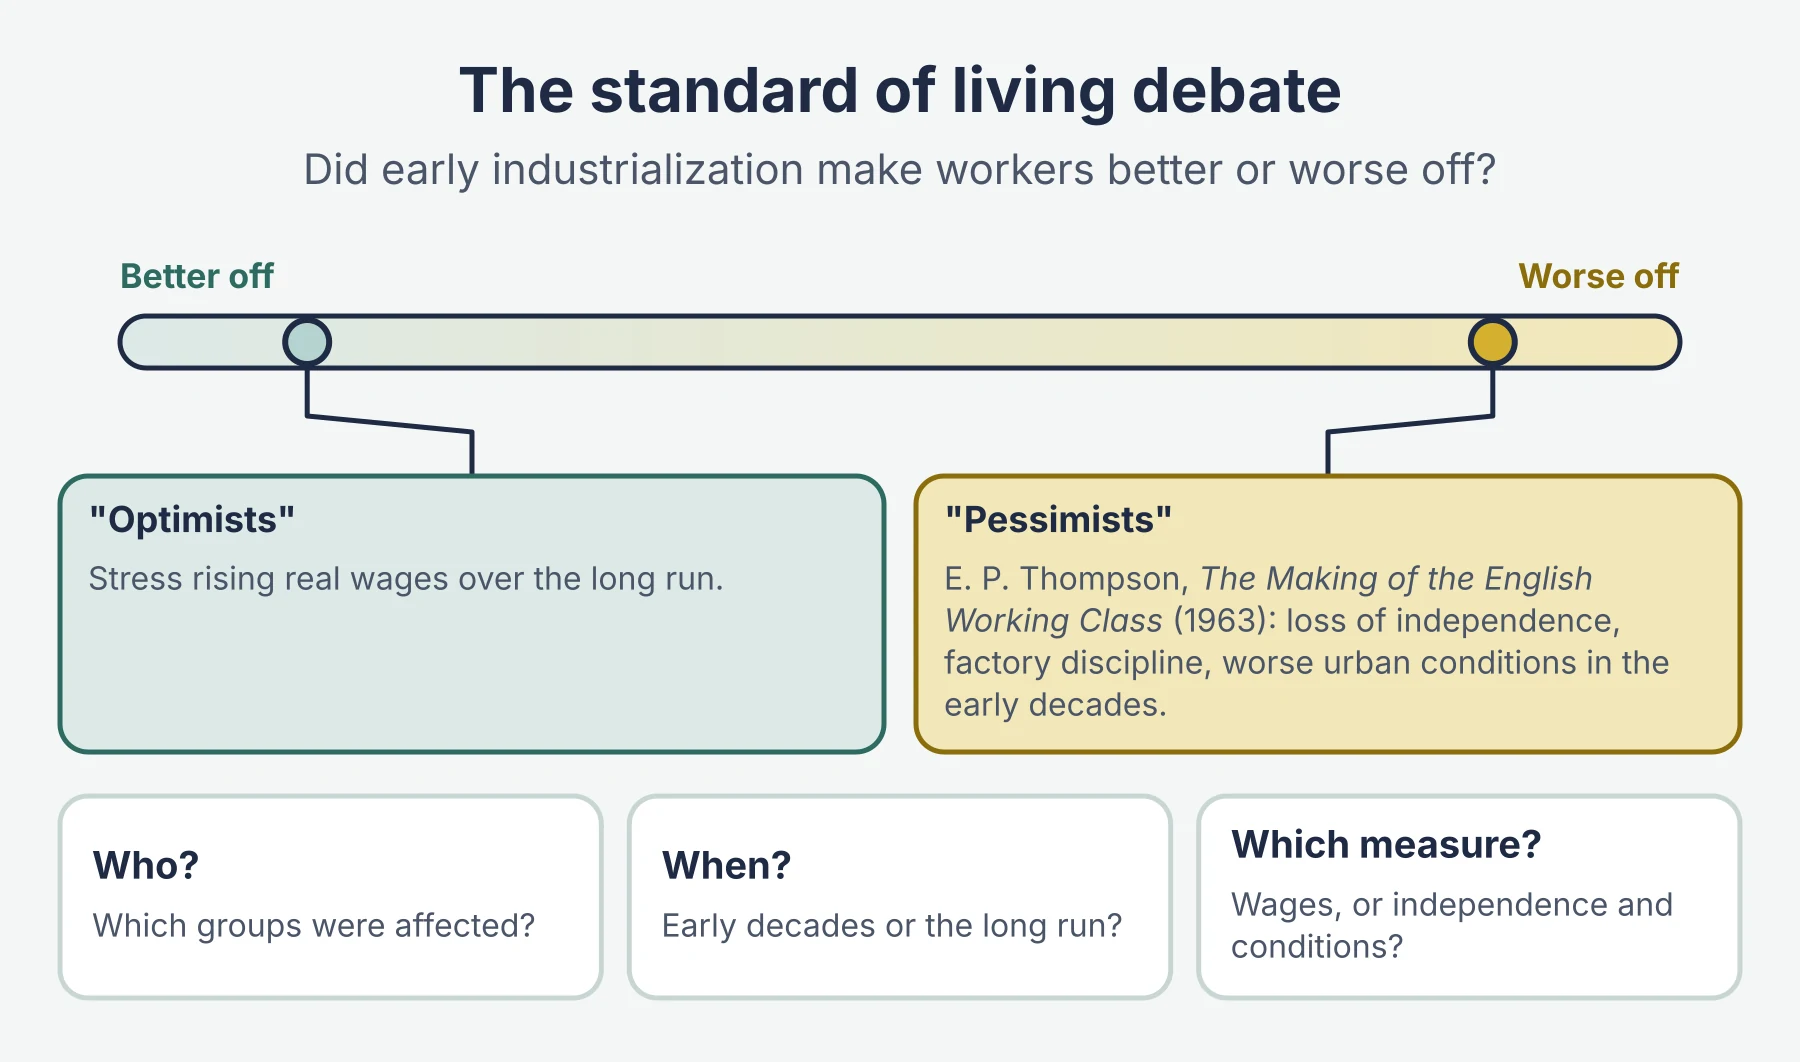 The standard of living debate
Did early industrialization make workers better or worse off?
Better off
Worse off
"Optimists"
Stress rising real wages over the long run.
"Pessimists"
E. P. Thompson, The Making of the English
Working Class (1963): loss of independence,
factory discipline, worse urban conditions in the
early decades.
Who?
Which groups were affected?
When?
Early decades or the long run?
Which measure?
Wages, or independence and
conditions?